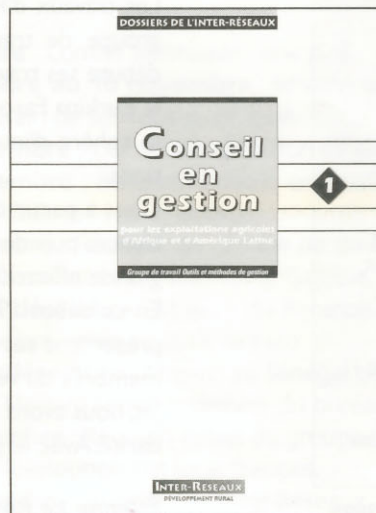 DOSSIERS DE L'INTER-RÉSEAUX
Conseil
en
gestion
1
pour les exploitations agricoles
d'Afrique et d'Amérique Latine
Groupe de travail Outils et méthodes de gestion
INTER-RÉSEAUX
DÉVELOPPEMENT RURAL